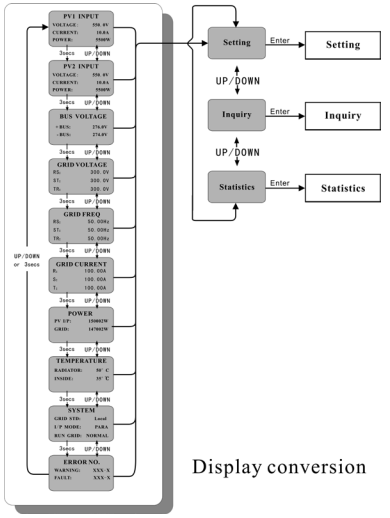 PV1 INPUT
VOLTAGE: 550.0V
CURRENT: 10.0A
POWER: 5500W
3secs UP/DOWN
PV2 INPUT
VOLTAGE: 550.0V
CURRENT: 10.0A
POWER: 5500W
3secs UP/DOWN
BUS VOLTAGE
+BUS: 276.0V
-BUS: 274.0V
3secs UP/DOWN
GRID VOLTAGE
RS: 300.0V
ST: 300.0V
TR: 300.0V
3secs UP/DOWN
GRID FREQ
RS: 50.00Hz
ST: 50.00Hz
TR: 50.00Hz
3secs UP/DOWN
GRID CURRENT
R: 100.00A
S: 100.00A
T: 100.00A
3secs UP/DOWN
POWER
PV I/P: 150002W
GRID: 147002W
3secs UP/DOWN
TEMPERATURE
RADIATOR: 50° C
INSIDE: 35° C
3secs UP/DOWN
SYSTEM
GRID STD: Local
I/P MODE: PARA
RUN GRID: NORMAL
3secs UP/DOWN
ERROR NO.
WARNING: XXX-X
FAULT: XXX-X
UP/DOWN
or 3secs
Setting
Enter
Setting
UP/DOWN
Inquiry
Enter
Inquiry
UP/DOWN
Statistics
Enter
Statistics
Display conversion